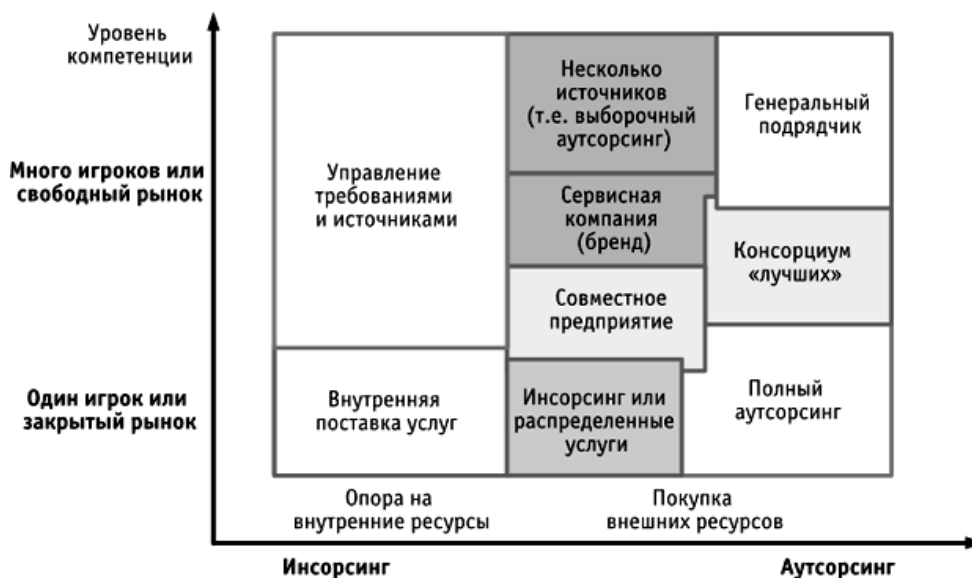 Уровень
компетенции
Много игроков или
свободный рынок
Один игрок или
закрытый рынок
Управление
требованиями
и источниками
Внутренняя
поставка услуг
Несколько
источников
(т.е. выборочный
аутсорсинг)
Сервисная
компания
(бренд)
Совместное
предприятие
Инсорсинг или
распределенные
услуги
Генеральный
подрядчик
Консорциум
«лучших»
Полный
аутсорсинг
Опора на
внутренние ресурсы
Покупка
внешних ресурсов
Инсорсинг
Аутсорсинг